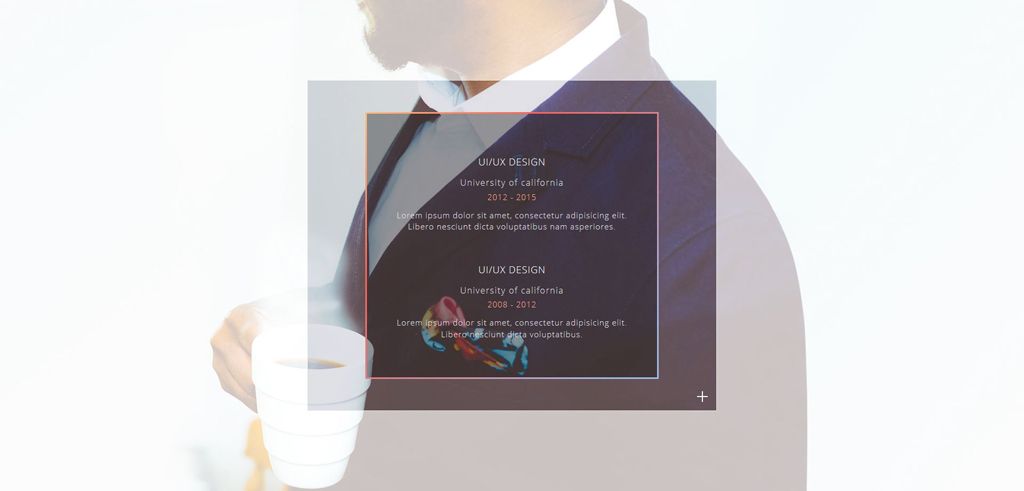 UI/UX DESIGN
University of california
2012 - 2015
Lorem ipsum dolor sit amet, consectetur adipisicing elit.
Libero nesciunt dicta voluptatibus nam asperiores.
UI/UX DESIGN
University of california
2008 - 2012
Lorem ipsum dolor sit amet, consectetur adipisicing elit.
Libero nesciunt dicta voluptatibus.